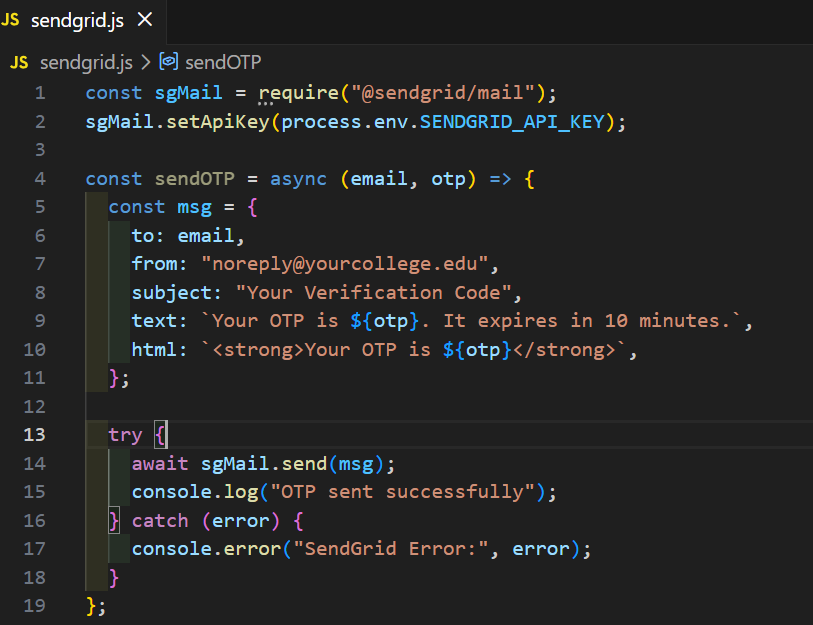 JS sendgrid.js ×
JS sendgrid.js > sendOTP
1 const sgMail = require("@sendgrid/mail");
2 sgMail.setApiKey(process.env.SENDGRID_API_KEY);
3
4 const sendOTP = async (email, otp) => {
5   const msg = {
6     to: email,
7     from: "noreply@yourcollege.edu",
8     subject: "Your Verification Code",
9     text: `Your OTP is ${otp}. It expires in 10 minutes.`,
10     html: `<strong>Your OTP is ${otp}</strong>`,
11   };
12
13   try {
14     await sgMail.send(msg);
15     console.log("OTP sent successfully");
16   } catch (error) {
17     console.error("SendGrid Error:", error);
18   }
19 };